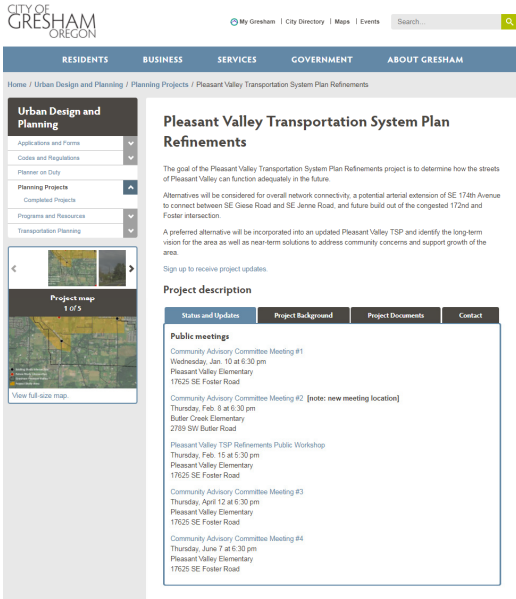 CITY OF
GRESHAM
OREGON
My Gresham | City Directory | Maps | Events
Search...
RESIDENTS BUSINESS SERVICES GOVERNMENT ABOUT GRESHAM
Home / Urban Design and Planning / Planning Projects / Pleasant Valley Transportation System Plan Refinements
Urban Design and
Planning
Applications and Forms
Codes and Regulations
Planner on Duty
Planning Projects
Completed Projects
Programs and Resources
Transportation Planning
Project map
1 of 5
View full-size map.
Pleasant Valley Transportation System Plan
Refinements
The goal of the Pleasant Valley Transportation System Plan Refinements project is to determine how the streets
of Pleasant Valley can function adequately in the future.
Alternatives will be considered for overall network connectivity, a potential arterial extension of SE 174th Avenue
to connect between SE Giese Road and SE Jenne Road, and future build out of the congested 172nd and
Foster intersection.
A preferred alternative will be incorporated into an updated Pleasant Valley TSP and identify the long-term
vision for the area as well as near-term solutions to address community concerns and support growth of the
area.
Sign up to receive project updates.
Project description
Status and Updates Project Background Project Documents Contact
Public meetings
Community Advisory Committee Meeting #1
Wednesday, Jan. 10 at 6:30 pm
Pleasant Valley Elementary
17625 SE Foster Road
Community Advisory Committee Meeting #2 [note: new meeting location]
Thursday, Feb. 8 at 6:30 pm
Butler Creek Elementary
2789 SW Butler Road
Pleasant Valley TSP Refinements Public Workshop
Thursday, Feb. 15 at 5:30 pm
Pleasant Valley Elementary
17625 SE Foster Road
Community Advisory Committee Meeting #3
Thursday, April 12 at 6:30 pm
Pleasant Valley Elementary
17625 SE Foster Road
Community Advisory Committee Meeting #4
Thursday, June 7 at 6:30 pm
Pleasant Valley Elementary
17625 SE Foster Road